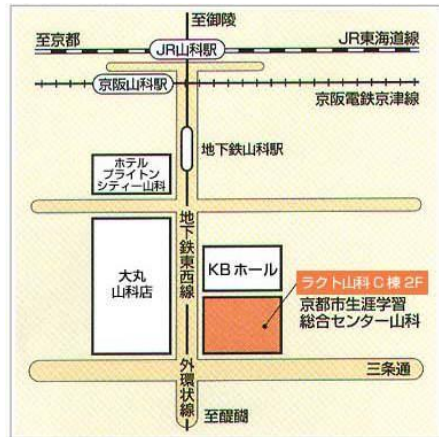 至御陵
至京都
JR山科駅
JR東海道線
京阪山科駅
京阪電鉄京津線
地下鉄山科駅
ホテル
ブライトン
シティー山科
地下鉄東西線
大丸
山科店
KBホール
ラクト山科C棟2F
京都市生涯学習
総合センター山科
三条通
外環状線
至醍醐